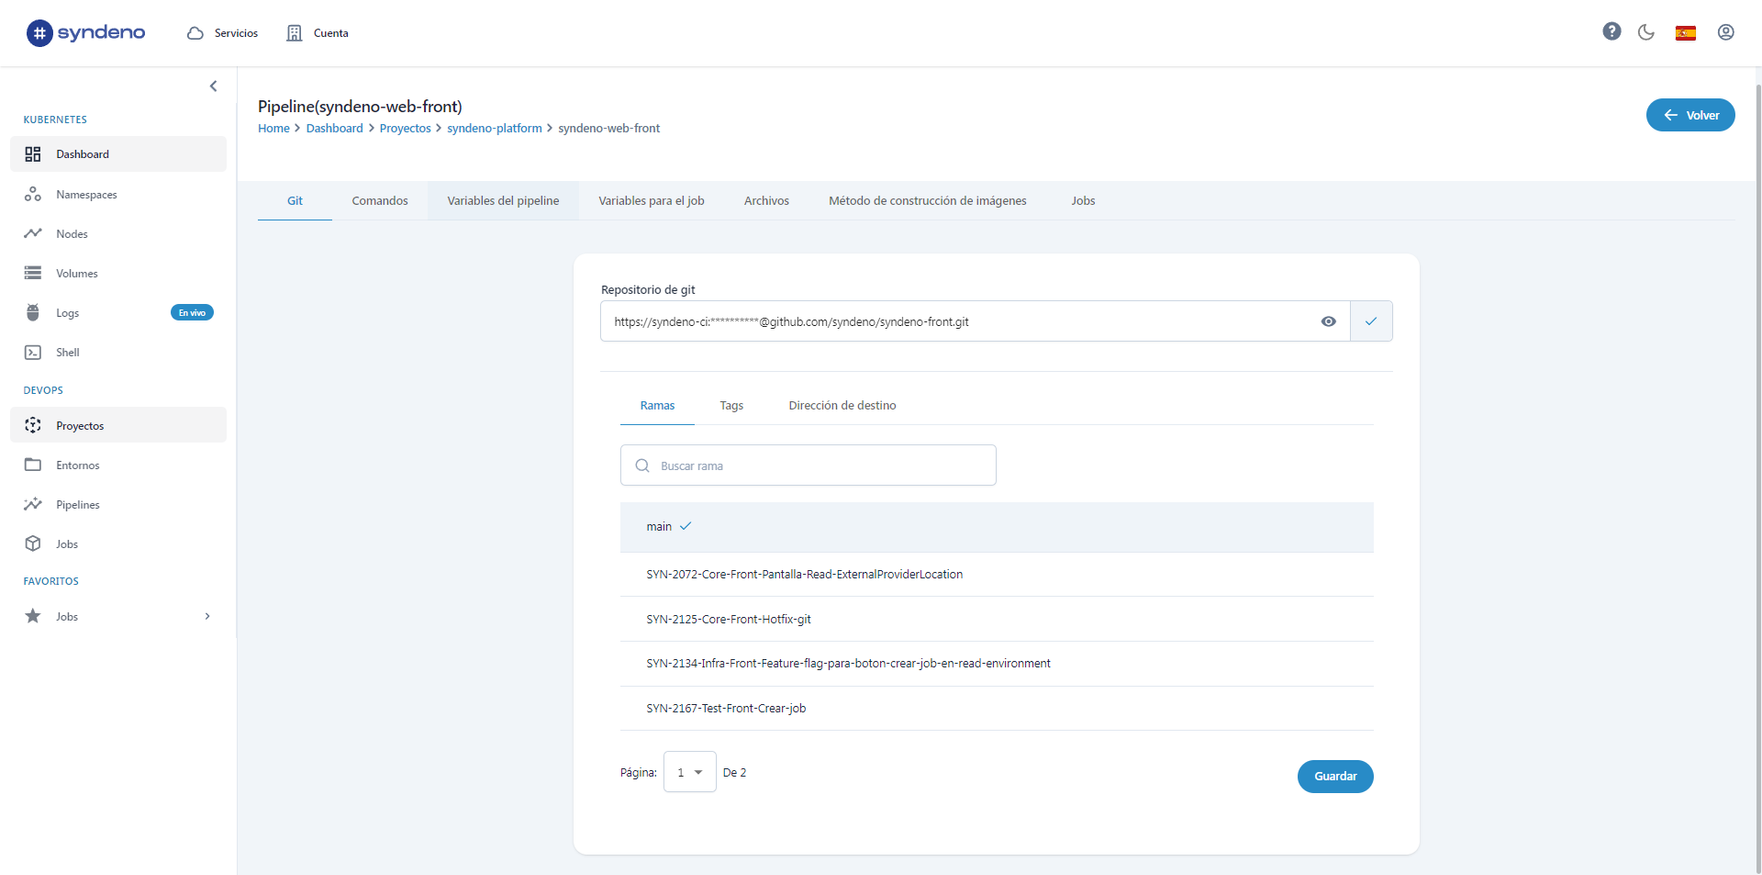 syndeno
Servicios
Cuenta
KUBERNETES
Dashboard
Namespaces
Nodes
Volumes
Logs
En vivo
Shell
DEVOPS
Proyectos
Entornos
Pipelines
Jobs
FAVORITOS
Jobs
Pipeline(syndeno-web-front)
Home > Dashboard > Proyectos > syndeno-platform > syndeno-web-front
Volver
Git
Comandos
Variables del pipeline
Variables para el job
Archivos
Método de construcción de imágenes
Jobs
Repositorio de git
https://syndeno-ci:**********@github.com/syndeno/syndeno-front.git
Ramas
Tags
Dirección de destino
Buscar rama
main
SYN-2072-Core-Front-Pantalla-Read-ExternalProviderLocation
SYN-2125-Core-Front-Hotfix-git
SYN-2134-Infra-Front-Feature-flag-para-boton-crear-job-en-read-environment
SYN-2167-Test-Front-Crear-job
Página: 1 De 2
Guardar